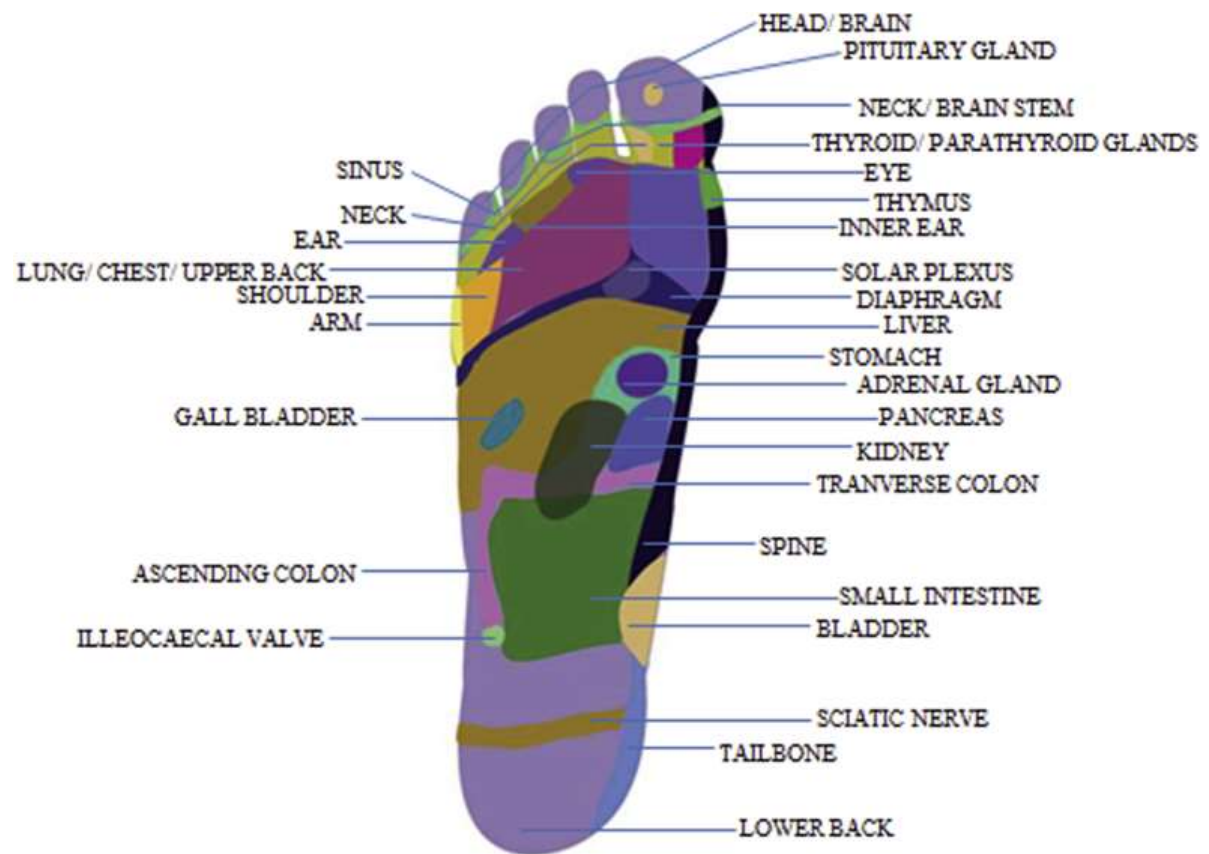 HEAD/ BRAIN
PITUITARY GLAND
NECK/ BRAIN STEM
THYROID/ PARATHYROID GLANDS
SINUS
EYE
THYMUS
NECK
INNER EAR
EAR
LUNG/ CHEST/ UPPER BACK
SOLAR PLEXUS
SHOULDER
DIAPHRAGM
ARM
LIVER
STOMACH
ADRENAL GLAND
GALL BLADDER
PANCREAS
KIDNEY
TRANVERSE COLON
SPINE
ASCENDING COLON
SMALL INTESTINE
BLADDER
ILLEOCAECAL VALVE
SCIATIC NERVE
TAILBONE
LOWER BACK